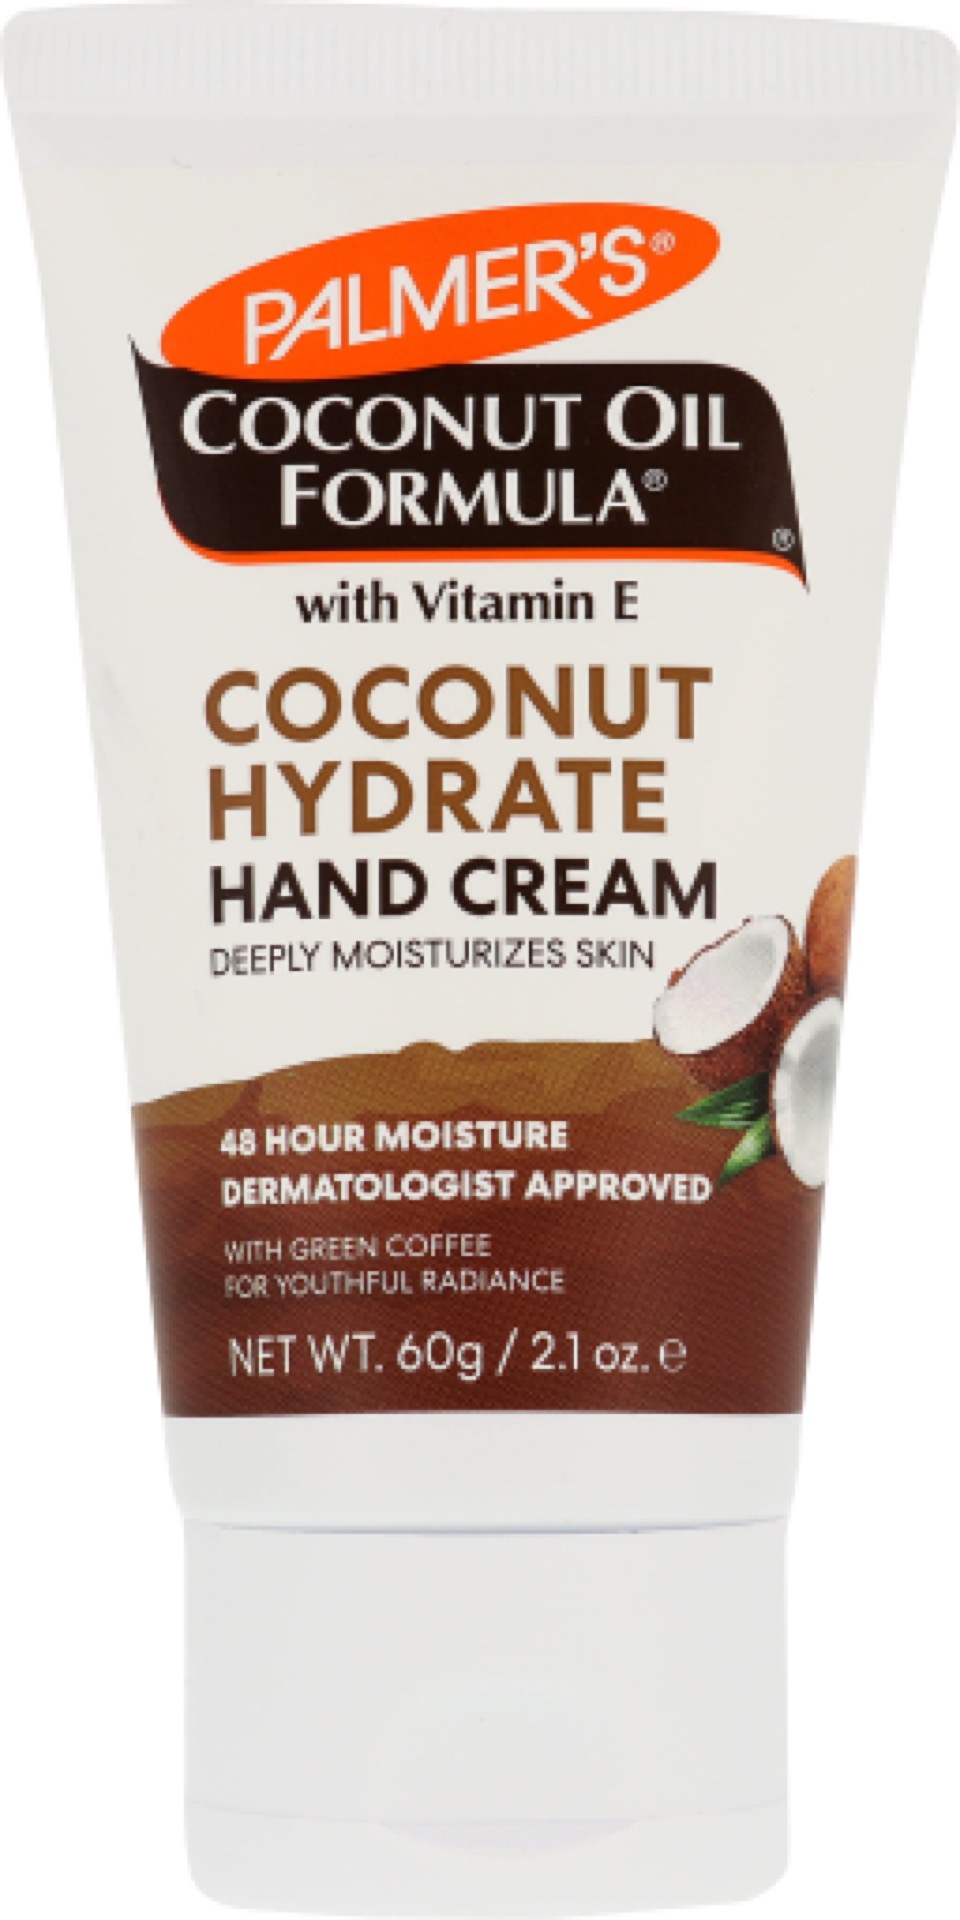 PALMER'S®
COCONUT OIL
FORMULA®
®
with Vitamin E
COCONUT
HYDRATE
HAND CREAM
DEEPLY MOISTURIZES SKIN
48 HOUR MOISTURE
DERMATOLOGIST APPROVED
WITH GREEN COFFEE
FOR YOUTHFUL RADIANCE
NET WT. 60g / 2.1 oz. ℮